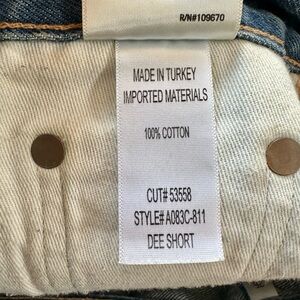 R/N#109670
MADE IN TURKEY
IMPORTED MATERIALS
100% COTTON
CUT# 53558
STYLE# A083C-811
DEE SHORT